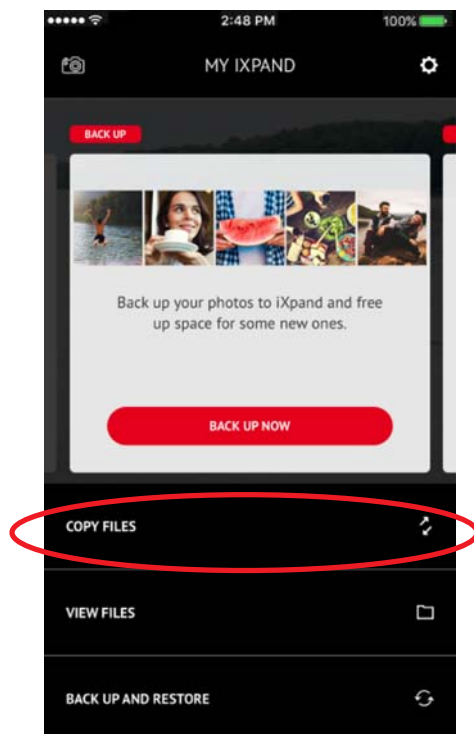 2:48 PM
100%
MY IXPAND
BACK UP
Back up your photos to iXpand and free
up space for some new ones.
BACK UP NOW
COPY FILES
VIEW FILES
BACK UP AND RESTORE